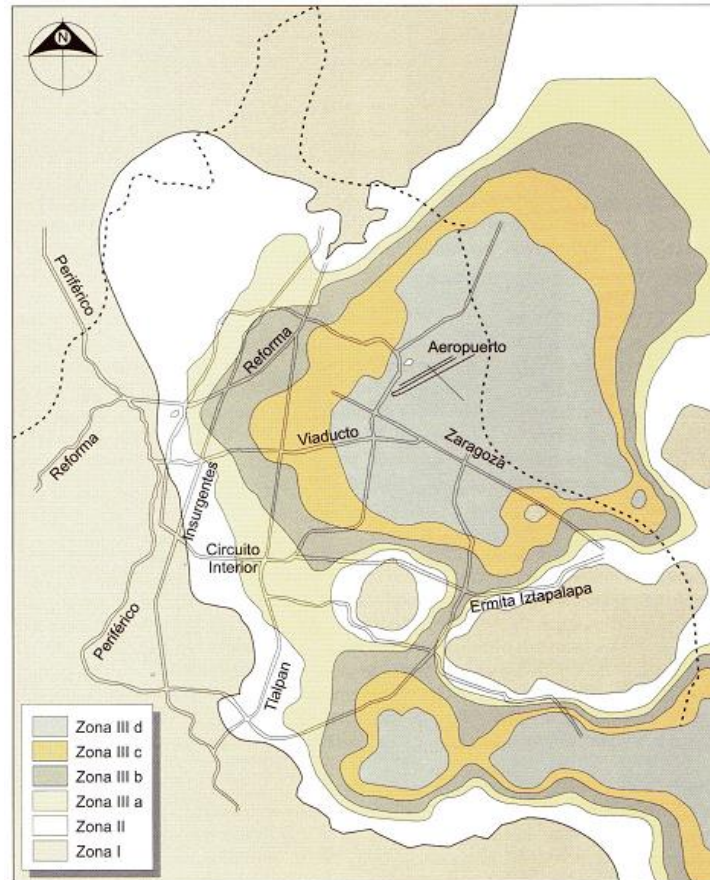 N
Periférico
Reforma
Aeropuerto
Reforma
Viaducto
Zaragoza
Insurgentes
Circuito
Interior
Ermita Iztapalapa
Periférico
Tlalpan
Zona III d
Zona III c
Zona III b
Zona III a
Zona II
Zona I